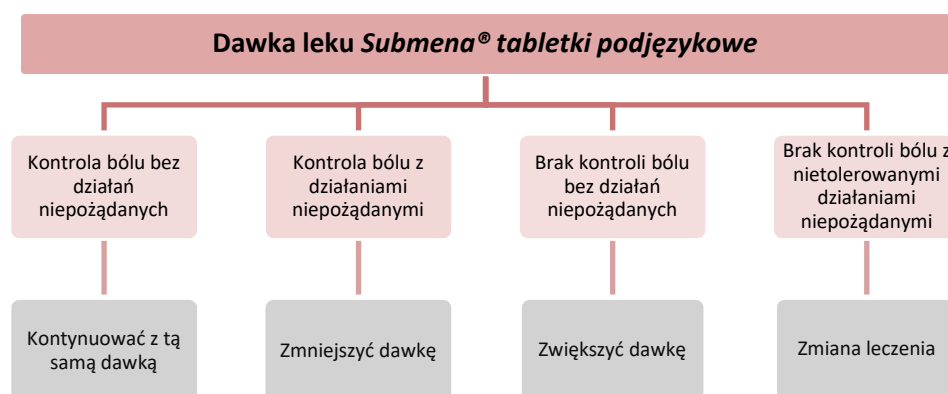 Dawka leku Submena® tabletki podjęzykowe
Kontrola bólu bez
działań
niepożądanych
Kontrola bólu z
działaniami
niepożądanymi
Brak kontroli bólu
bez działań
niepożądanych
Brak kontroli bólu z
nietolerowanymi
działaniami
niepożądanymi
Kontynuować z tą
samą dawką
Zmniejszyć dawkę
Zwiększyć dawkę
Zmiana leczenia